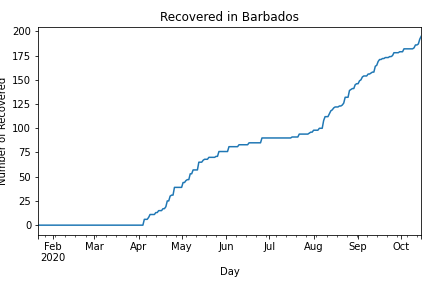 Recovered in Barbados
Number of Recovered
200
175
150
125
100
75
50
25
0
Feb Mar Apr May Jun Jul Aug Sep Oct
2020
Day